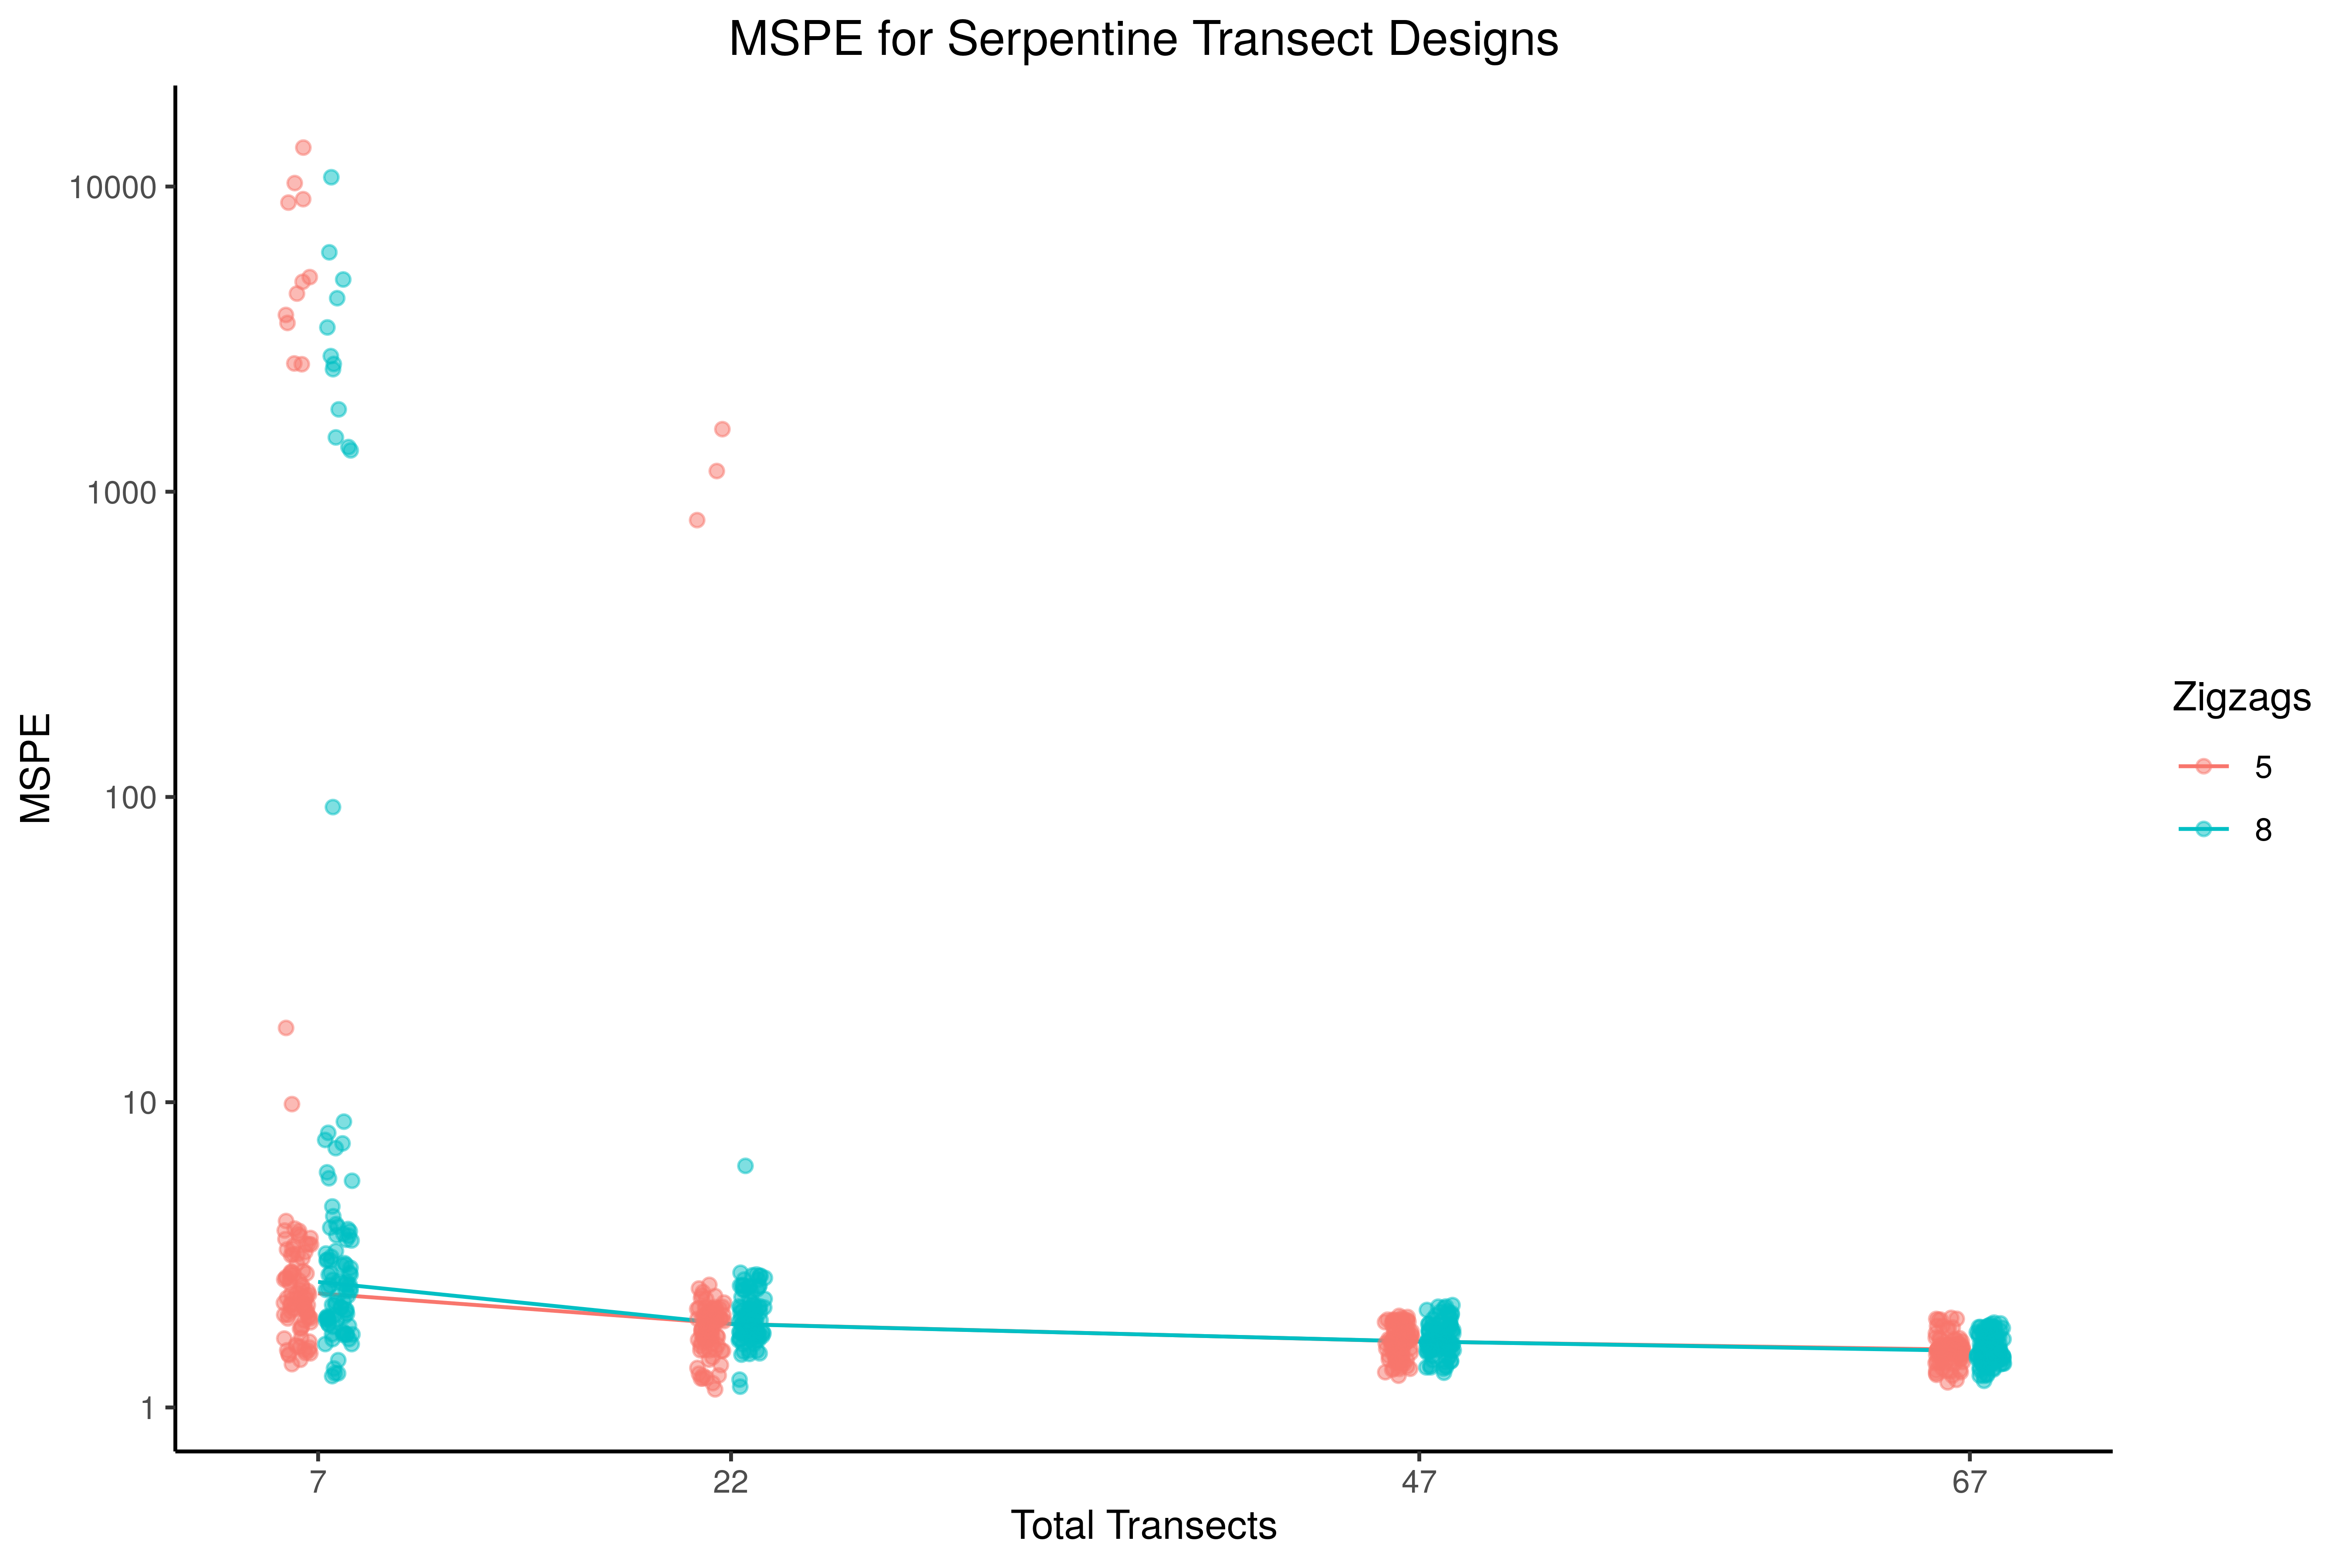 MSPE for Serpentine Transect Designs
MSPE
10000
1000
100
10
1
7
22
47
67
Total Transects
Zigzags
5
8